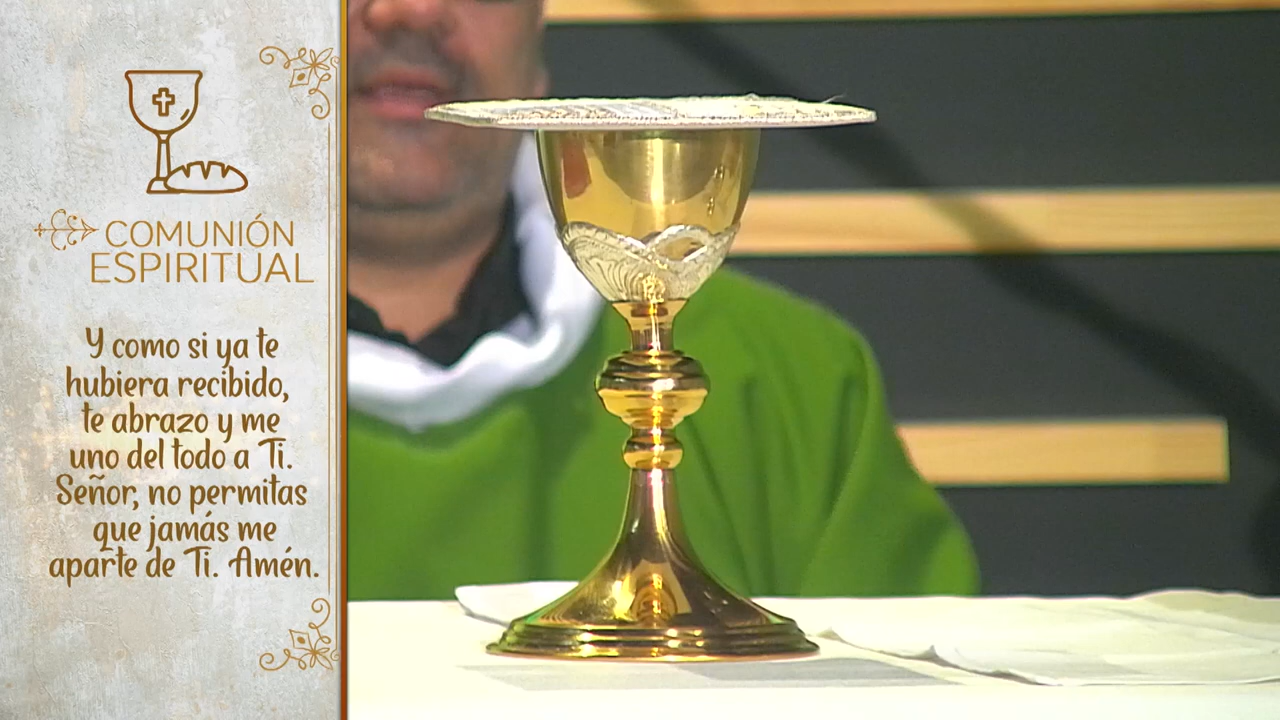 COMUNIÓN
ESPIRITUAL
Y como si ya te
hubiera recibido,
te abrazo y me
uno del todo a Ti.
Señor, no permitas
que jamás me
aparte de Ti. Amén.